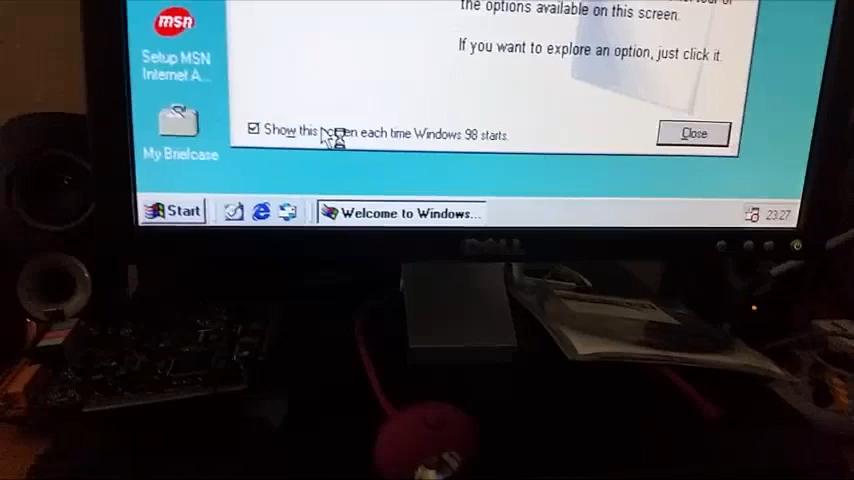 the options available on this screen.
If you want to explore an option, just click it.
msn
Setup MSN
Internet A...
Show this screen each time Windows 98 starts.
Close
My Briefcase
Start
Welcome to Windows...
23:27
DELL